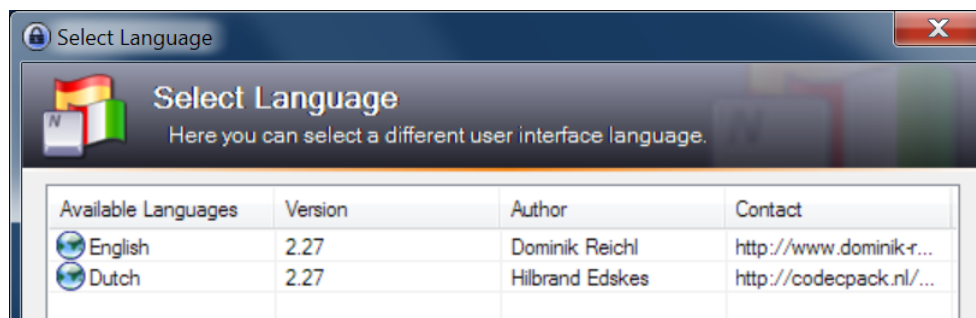 Select Language
Select Language
Here you can select a different user interface language.
N
N
Available Languages Version Author Contact
English 2.27 Dominik Reichl http://www.dominik-r...
Dutch 2.27 Hilbrand Edskes http://codecpack.nl/...